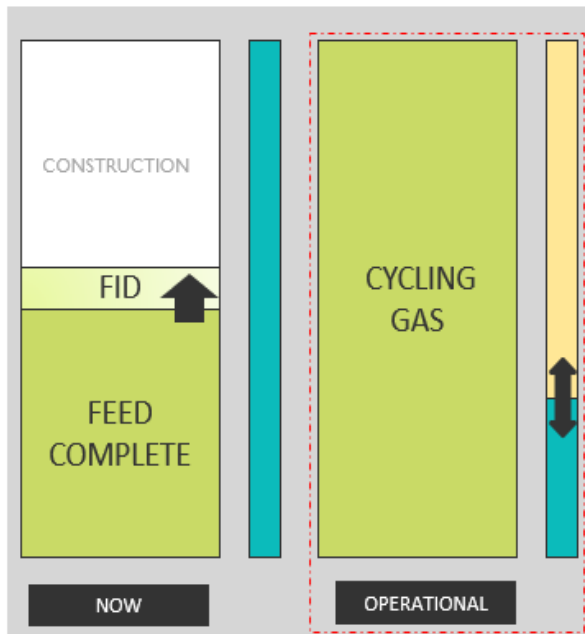 CONSTRUCTION
FID
FEED
COMPLETE
NOW
CYCLING
GAS
OPERATIONAL